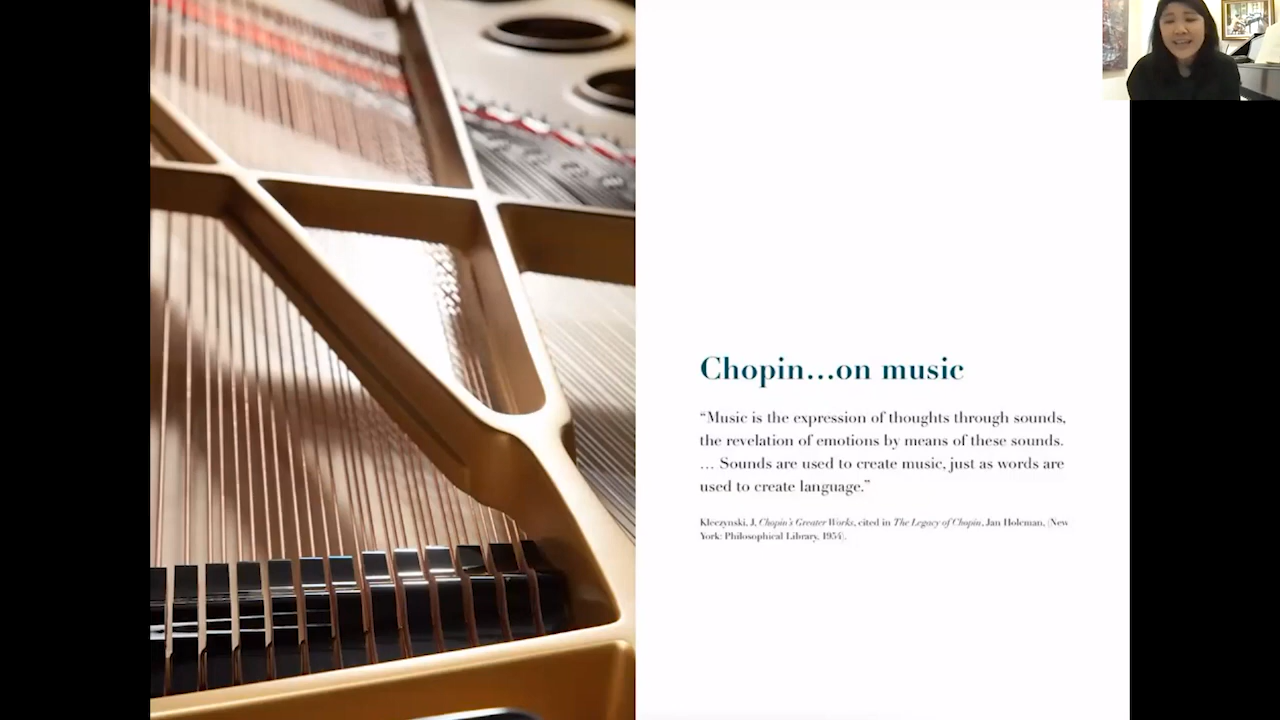 Chopin...on music
“Music is the expression of thoughts through sounds,
the revelation of emotions by means of these sounds.
… Sounds are used to create music, just as words are
used to create language.”
Kleczynski, J, Chopin's Greater Works, cited in The Legacy of Chopin, Jan Holcman, (New
York: Philosophical Library, 1954).